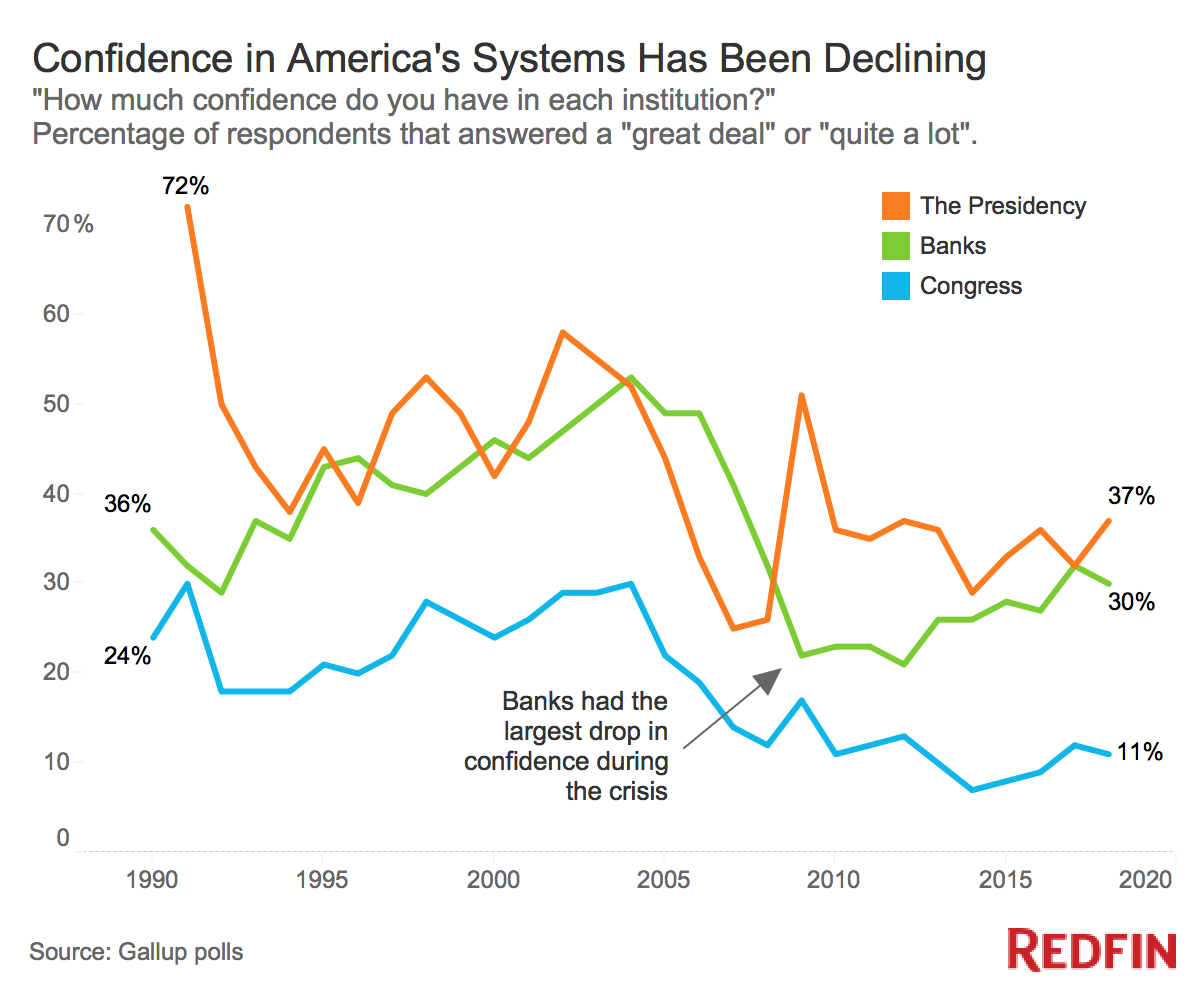 Confidence in America's Systems Has Been Declining
"How much confidence do you have in each institution?"
Percentage of respondents that answered a "great deal" or "quite a lot".
72%
70%
The Presidency
Banks
Congress
60
50
40
36%
37%
30
30%
24%
20
Banks had the
largest drop in
confidence during
the crisis
10
11%
0
1990 1995 2000 2005 2010 2015 2020
Source: Gallup polls
REDFIN